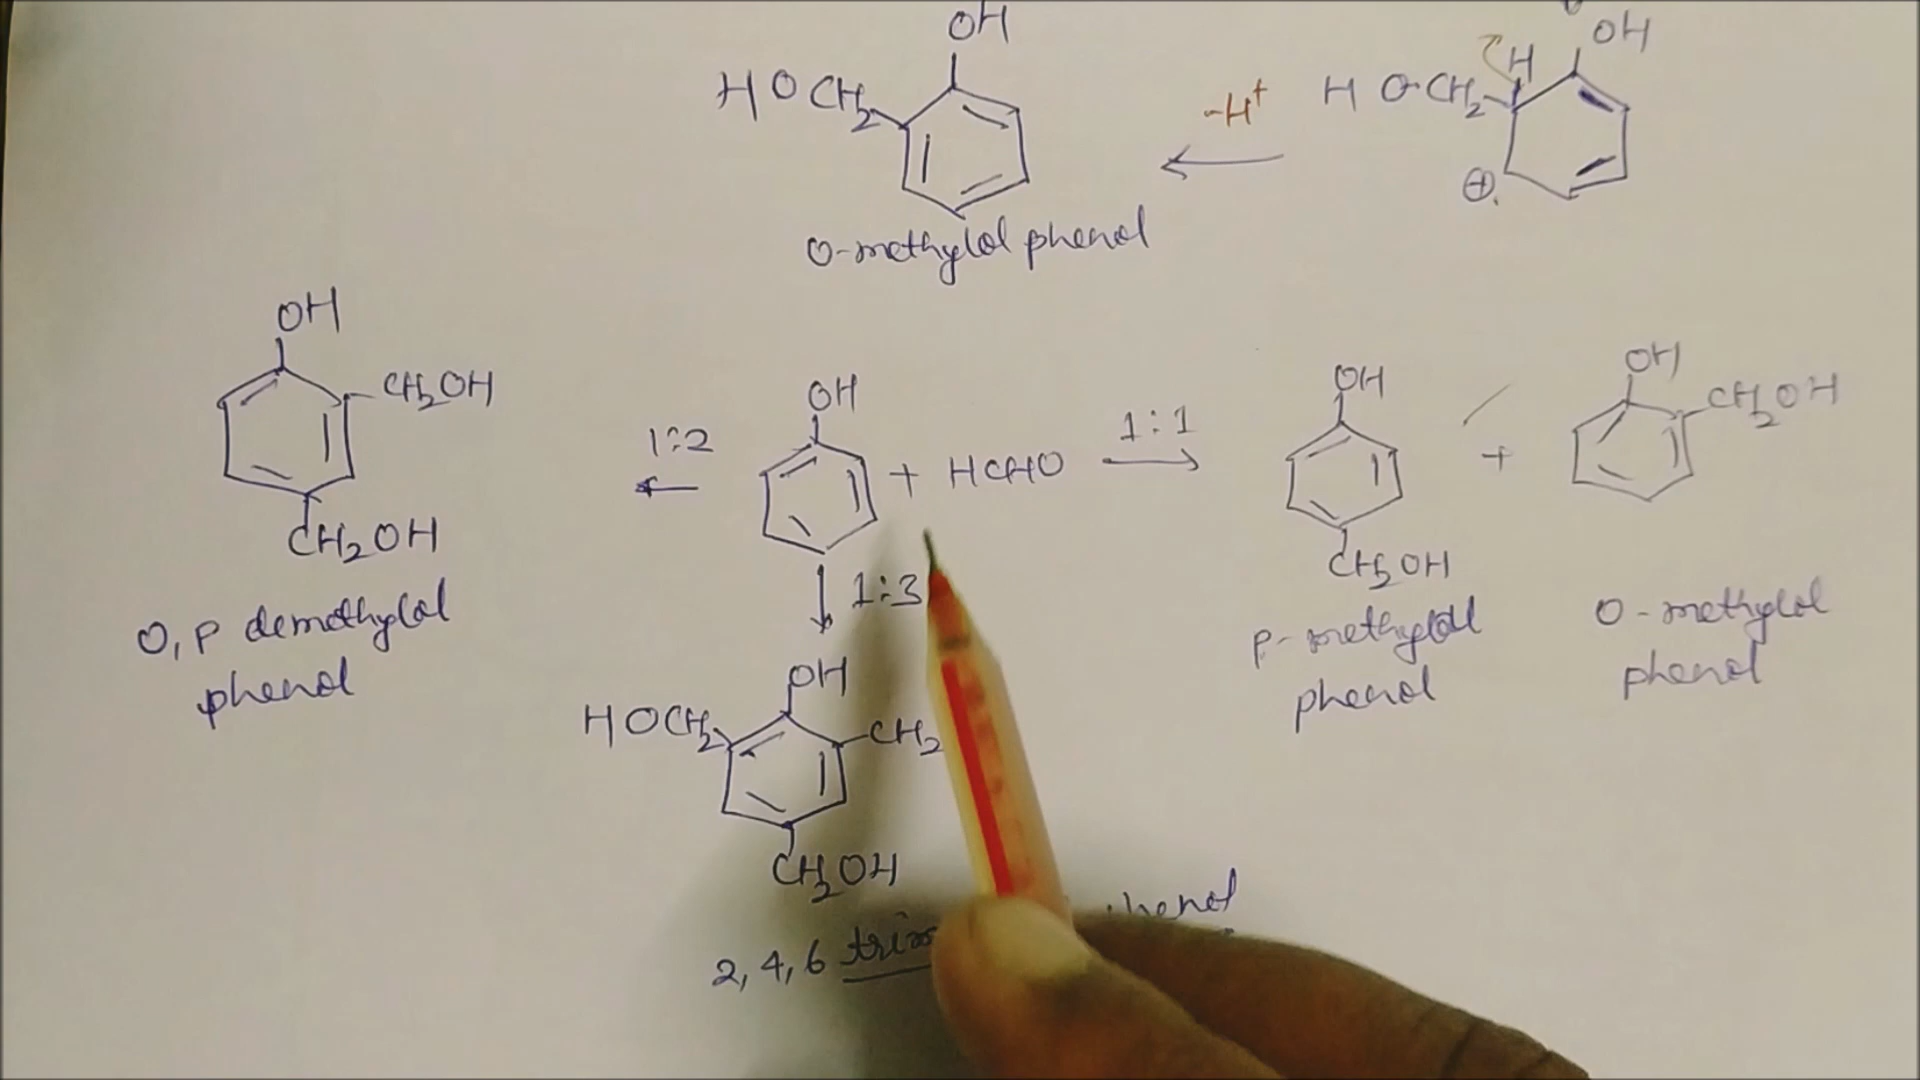 OH
OH
HOCH2
-H+
H
H O-CH2
⊕
O-methylol phenol
OH
CH2OH
CH2OH
O, P demethylol
phenol
1:2
OH
+ HCHO
1:1
OH
CH2OH
P-methylol
phenol
+
OH
CH2OH
O-methylol
phenol
1:3
OH
HOCH2
CH2
CH2OH
2, 4, 6